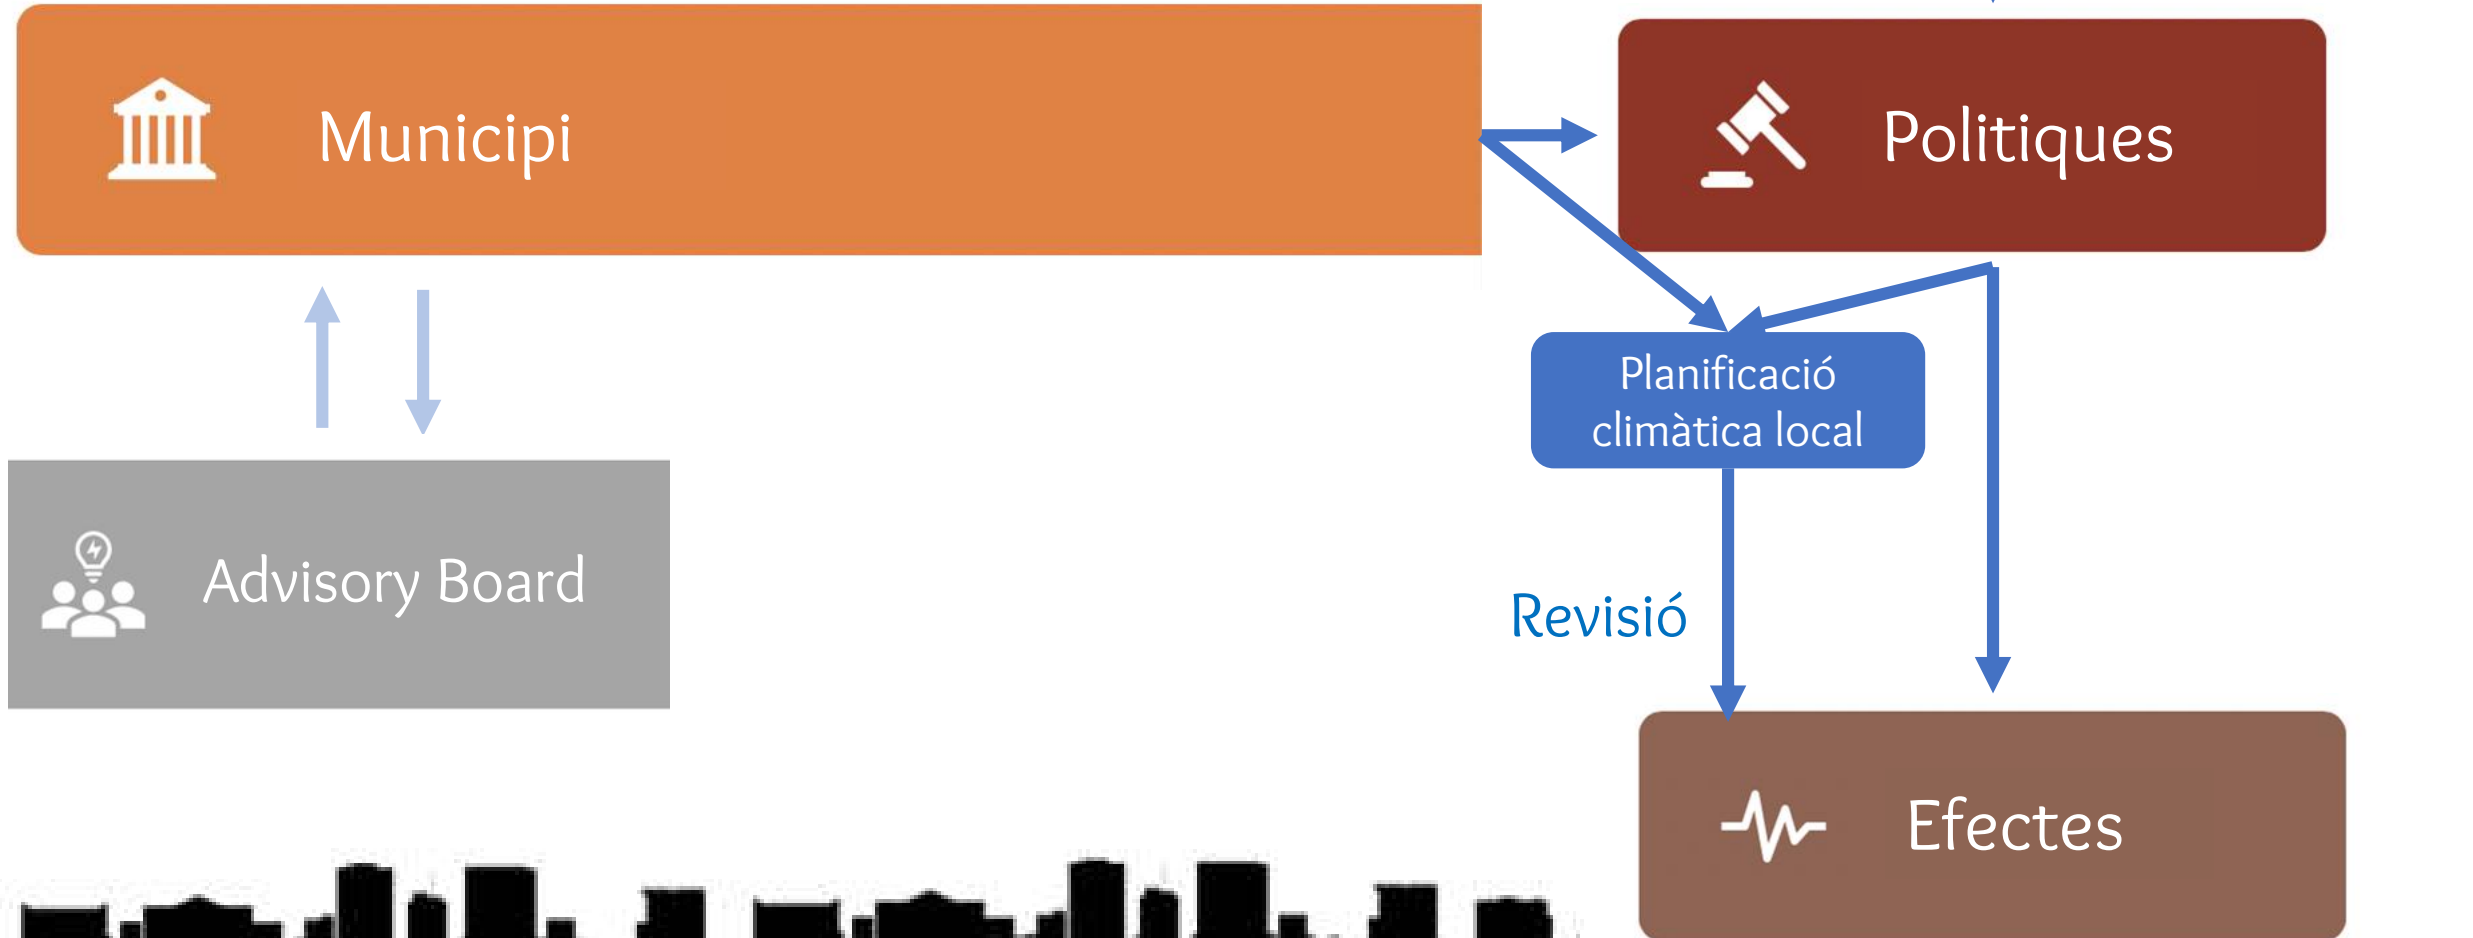 Municipi
Politiques
Planificació
climàtica local
Advisory Board
Revisió
Efectes